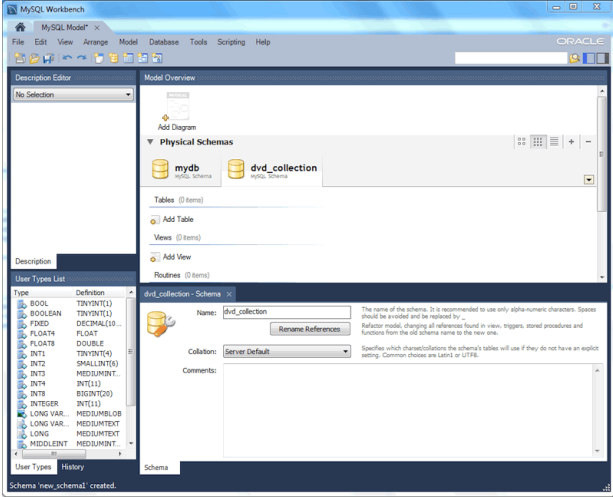 MySQL Workbench
MySQL Model* ×
File Edit View Arrange Model Database Tools Scripting Help
ORACLE
Description Editor
No Selection
Description
User Types List
Type Definition
BOOL TINYINT(1)
BOOLEAN TINYINT(1)
FIXED DECIMAL(10...
FLOAT4 FLOAT
FLOAT8 DOUBLE
INT1 TINYINT(4)
INT2 SMALLINT(6)
INT3 MEDIUMINT...
INT4 INT(11)
INT8 BIGINT(20)
INTEGER INT(11)
LONG VAR... MEDIUMBLOB
LONG VAR... MEDIUMTEXT
LONG MEDIUMTEXT
MIDDLEINT MEDIUMINT...
User Types History
Model Overview
Add Diagram
Physical Schemas
mydb
MySQL Schema
dvd_collection
MySQL Schema
Tables (0 items)
Add Table
Views (0 items)
Add View
Routines (0 items)
dvd_collection - Schema ×
Name: dvd_collection
The name of the schema. It is recommended to use only alpha-numeric characters. Spaces
should be avoided and be replaced by _
Rename References
Refactor model, changing all references found in view, triggers, stored procedures and
functions from the old schema name to the new one.
Collation: Server Default
Specifies which charset/collations the schema's tables will use if they do not have an explicit
setting. Common choices are Latin1 or UTF8.
Comments:
Schema
Schema 'new_schema1' created.